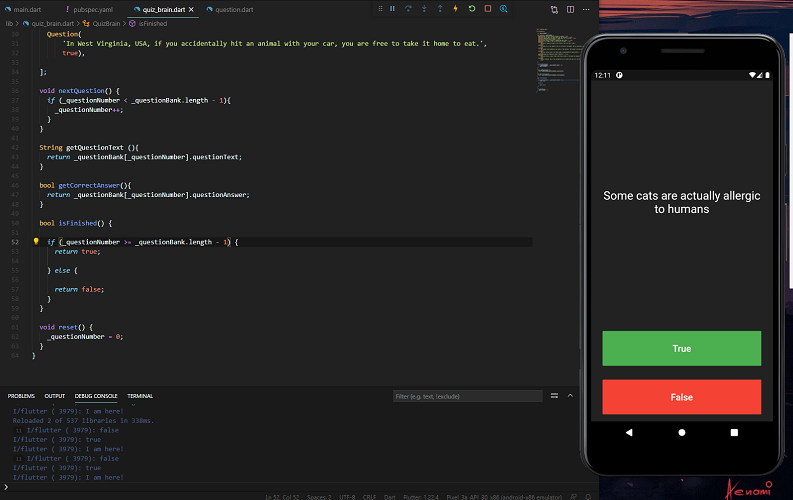 main.dart
pubspec.yaml
quiz_brain.dart
question.dart
lib > quiz_brain.dart > QuizBrain > isFinished
Question(
'In West Virginia, USA, if you accidentally hit an animal with your car, you are free to take it home to eat.',
true),
];
void nextQuestion() {
if (_questionNumber < _questionBank.length - 1){
_questionNumber++;
}
}
String getQuestionText (){
return _questionBank[_questionNumber].questionText;
}
bool getCorrectAnswer(){
return _questionBank[_questionNumber].questionAnswer;
}
bool isFinished() {
52 if (_questionNumber >= _questionBank.length - 1) {
return true;
} else {
return false;
}
}
void reset() {
_questionNumber = 0;
}
}
PROBLEMS OUTPUT DEBUG CONSOLE TERMINAL
Filter (e.g. text, !exclude)
I/flutter ( 3979): I am here!
Reloaded 2 of 537 libraries in 338ms.
11 I/flutter ( 3979): false
I/flutter ( 3979): true
I/flutter ( 3979): I am here!
11 I/flutter ( 3979): false
I/flutter ( 3979): true
I/flutter ( 3979): I am here!
Ln 52, Col 52 Spaces: 2 UTF-8 CRLF Dart Flutter: 1.22.4 Pixel 3a API 30 x86 (android-x86 emulator)
12:11
Some cats are actually allergic
to humans
True
False
Kenami